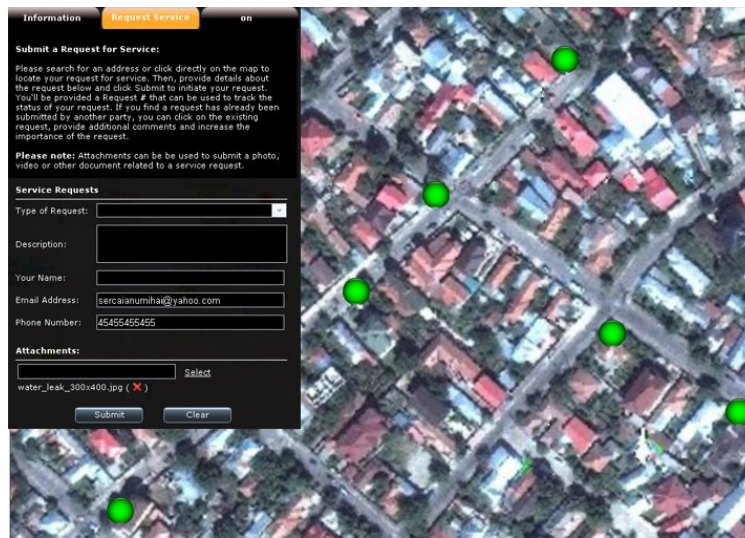 Information Request Service on
Submit a Request for Service:
Please search for an address or click directly on the map to
locate your request for service. Then, provide details about
the request below and click Submit to initiate your request.
You'll be provided a Request # that can be used to track the
status of your request. If you find a request has already been
submitted by another party, you can click on the existing
request, provide additional comments and increase the
importance of the request.
Please note: Attachments can be be used to submit a photo,
video or other document related to a service request.
Service Requests
Type of Request:
Description:
Your Name:
Email Address: sercaianumihai@yahoo.com
Phone Number: 45455455455
Attachments:
Select
water_leak_300x400.jpg ( X )
Submit Clear